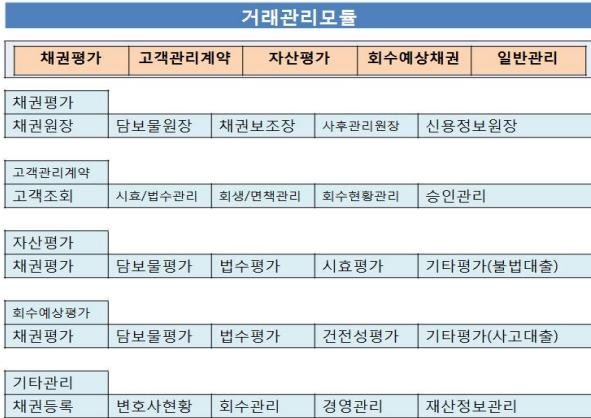 거래관리모듈
채권평가 고객관리계약 자산평가 회수예상채권 일반관리
채권평가
채권원장 담보물원장 채권보조장 사후관리원장 신용정보원장
고객관리계약
고객조회 시효/법수관리 회생/면책관리 회수현황관리 승인관리
자산평가
채권평가 담보물평가 법수평가 시효평가 기타평가(불법대출)
회수예상평가
채권평가 담보물평가 법수평가 건전성평가 기타평가(사고대출)
기타관리
채권등록 변호사현황 회수관리 경영관리 재산정보관리